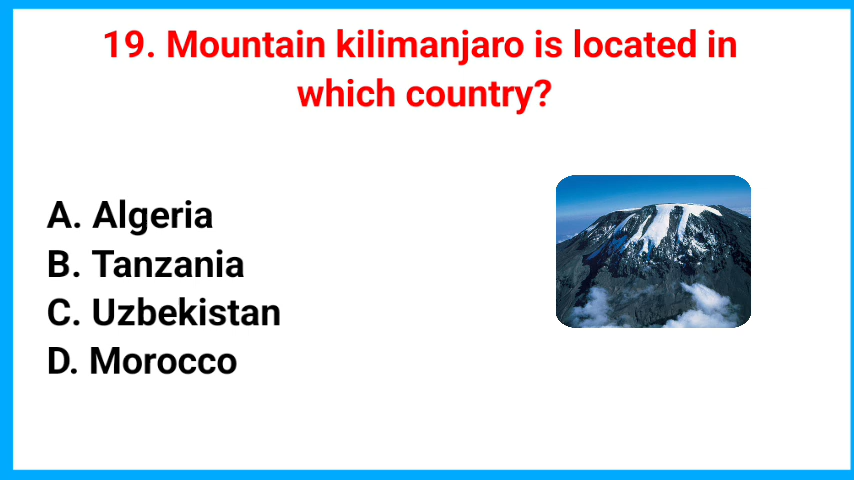 19. Mountain kilimanjaro is located in
which country?
A. Algeria
B. Tanzania
C. Uzbekistan
D. Morocco